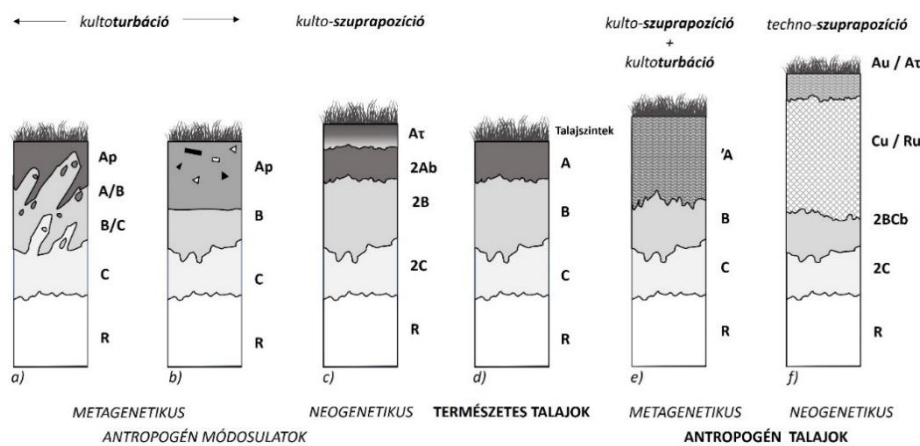 kultoturbáció
kulto-szuprapozíció
kulto-szuprapozíció
+
kultoturbáció
techno-szuprapozíció
Ap
A/B
B/C
C
R
a)
Ap
B
C
R
b)
Aτ
2Ab
2B
2C
R
c)
Talajszintek
A
B
C
R
d)
’A
B
C
R
e)
Au / Aτ
Cu / Ru
2BCb
2C
R
f)
METAGENETIKUS
NEOGENETIKUS
TERMÉSZETES TALAJOK
METAGENETIKUS
NEOGENETIKUS
ANTROPOGÉN MÓDOSULATOK
ANTROPOGÉN TALAJOK